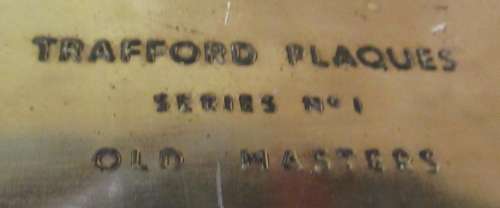 TRAFFORD PLAQUES
SERIES No 1
OLD MASTERS